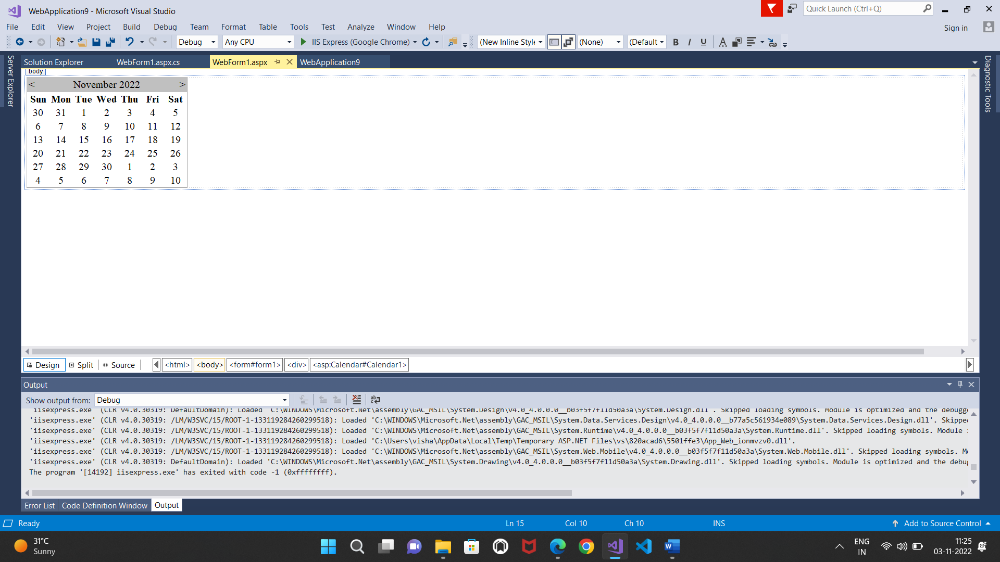 WebApplication9 - Microsoft Visual Studio
Quick Launch (Ctrl+Q)
File Edit View Project Build Debug Team Format Table Tools Test Analyze Window Help
Sign in
Debug Any CPU IIS Express (Google Chrome) (New Inline Style (None) (Default B I U A
Server Explorer
Solution Explorer WebForm1.aspx.cs WebForm1.aspx WebApplication9
Diagnostic Tools
body
< November 2022 >
Sun Mon Tue Wed Thu Fri Sat
30 31 1 2 3 4 5
6 7 8 9 10 11 12
13 14 15 16 17 18 19
20 21 22 23 24 25 26
27 28 29 30 1 2 3
4 5 6 7 8 9 10
Design Split Source <html> <body> <form#form1> <div> <asp:Calendar#Calendar1>
Output
Show output from: Debug
'iisexpress.exe' (CLR v4.0.30319: DefaultDomain): Loaded 'C:\WINDOWS\Microsoft.Net\assembly\GAC_MSIL\System.Design\v4.0_4.0.0.0__b03f5f7f11d50a3a\System.Design.dll'. Skipped loading symbols. Module is optimized and the debugge
'iisexpress.exe' (CLR v4.0.30319: /LM/W3SVC/15/ROOT-1-133119284260299518): Loaded 'C:\WINDOWS\Microsoft.Net\assembly\GAC_MSIL\System.Data.Services.Design\v4.0_4.0.0.0__b77a5c561934e089\System.Data.Services.Design.dll'. Skipped
'iisexpress.exe' (CLR v4.0.30319: /LM/W3SVC/15/ROOT-1-133119284260299518): Loaded 'C:\WINDOWS\Microsoft.Net\assembly\GAC_MSIL\System.Runtime\v4.0_4.0.0.0__b03f5f7f11d50a3a\System.Runtime.dll'. Skipped loading symbols. Module i
'iisexpress.exe' (CLR v4.0.30319: /LM/W3SVC/15/ROOT-1-133119284260299518): Loaded 'C:\Users\visha\AppData\Local\Temp\Temporary ASP.NET Files\vs\820acad6\5501ffe3\App_Web_ionmvzv0.dll'.
'iisexpress.exe' (CLR v4.0.30319: /LM/W3SVC/15/ROOT-1-133119284260299518): Loaded 'C:\WINDOWS\Microsoft.Net\assembly\GAC_MSIL\System.Web.Mobile\v4.0_4.0.0.0__b03f5f7f11d50a3a\System.Web.Mobile.dll'. Skipped loading symbols. Mo
'iisexpress.exe' (CLR v4.0.30319: DefaultDomain): Loaded 'C:\WINDOWS\Microsoft.Net\assembly\GAC_MSIL\System.Drawing\v4.0_4.0.0.0__b03f5f7f11d50a3a\System.Drawing.dll'. Skipped loading symbols. Module is optimized and the debug
The program '[14192] iisexpress.exe' has exited with code -1 (0xffffffff).
Error List Code Definition Window Output
Ready Ln 15 Col 10 Ch 10 INS Add to Source Control
31°C
Sunny
ENG
IN
11:25
03-11-2022